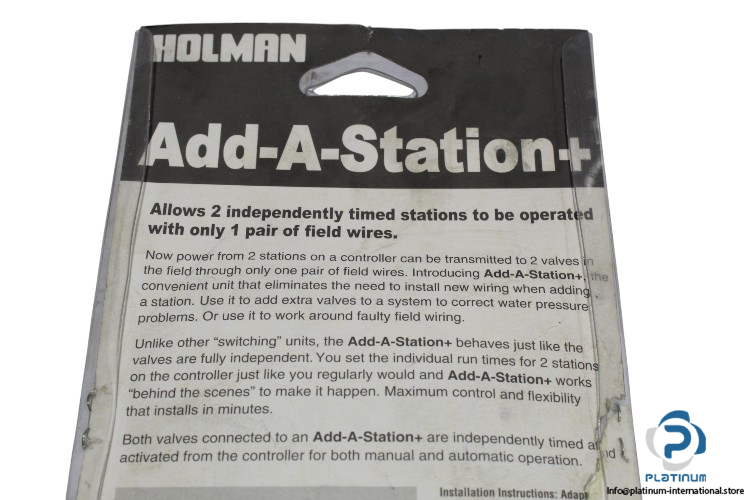 HOLMAN
Add-A-Station+
Allows 2 independently timed stations to be operated
with only 1 pair of field wires.
Now power from 2 stations on a controller can be transmitted to 2 valves in
the field through only one pair of field wires. Introducing Add-A-Station+, the
convenient unit that eliminates the need to install new wiring when adding
a station. Use it to add extra valves to a system to correct water pressure
problems. Or use it to work around faulty field wiring.
Unlike other "switching" units, the Add-A-Station+ behaves just like the
valves are fully independent. You set the individual run times for 2 stations
on the controller just like you regularly would and Add-A-Station+ works
"behind the scenes" to make it happen. Maximum control and flexibility
that installs in minutes.
Both valves connected to an Add-A-Station+ are independently timed and
activated from the controller for both manual and automatic operation.
Installation Instructions: Adapt
PLATINUM
Info@platinum-international.store